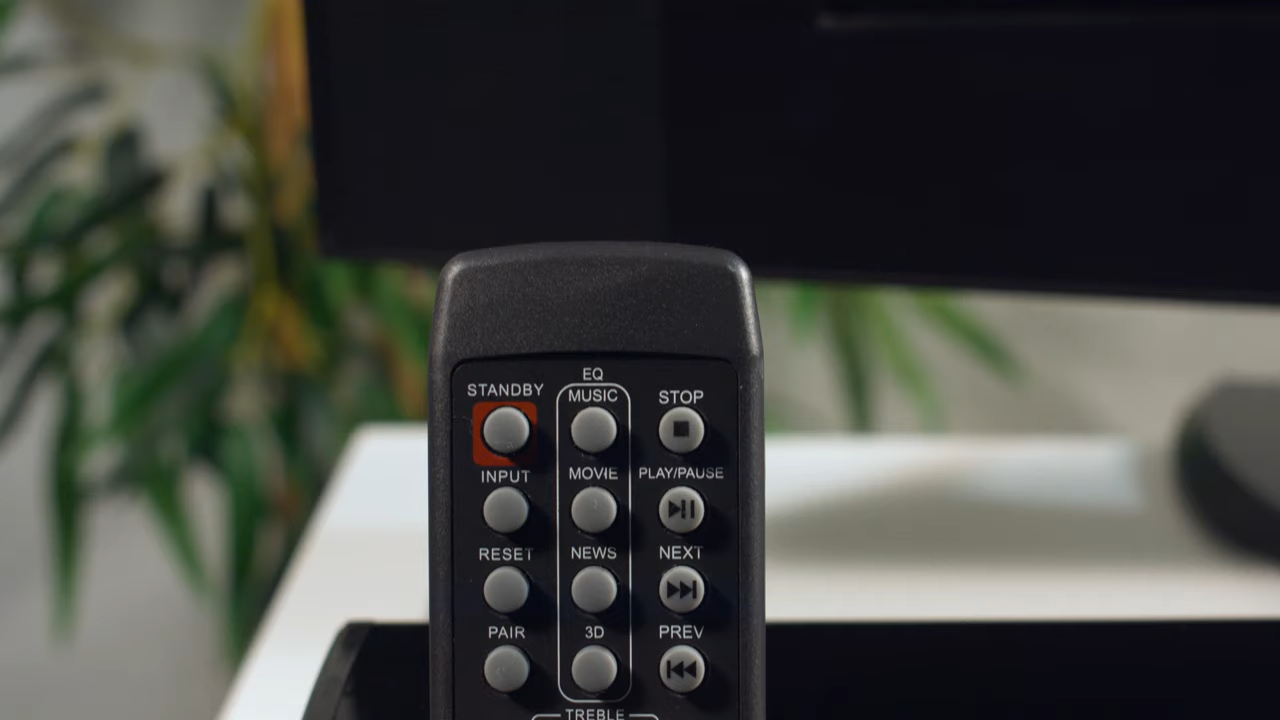 EQ
STANDBY MUSIC STOP
INPUT MOVIE PLAY/PAUSE
RESET NEWS NEXT
PAIR 3D PREV
TREBLE